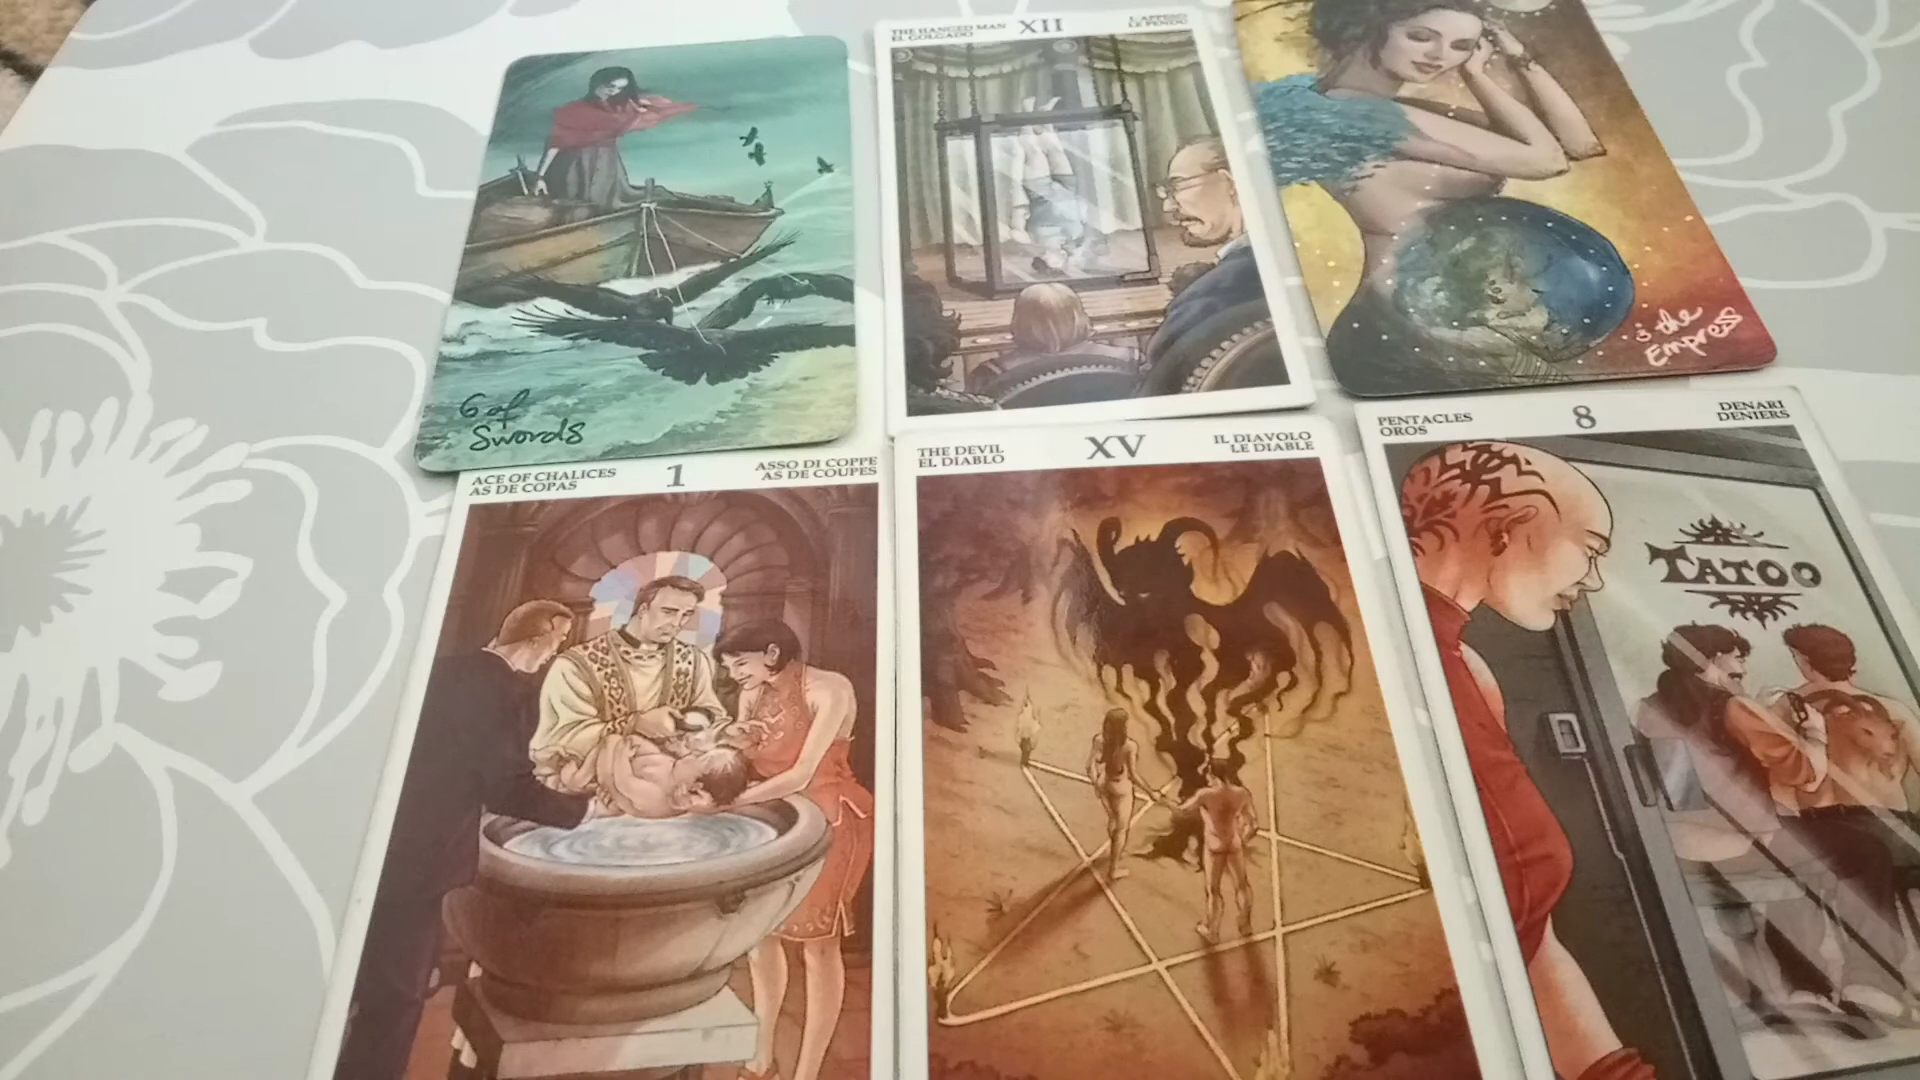 THE HANGED MAN
EL COLGADO
XII
L'APPESO
LE PENDU
6 of
Swords
3 the
Empress
ACE OF CHALICES
AS DE COPAS
1
ASSO DI COPPE
AS DE COUPES
THE DEVIL
EL DIABLO
XV
IL DIAVOLO
LE DIABLE
PENTACLES
OROS
8
DENARI
DENIERS
TATOO